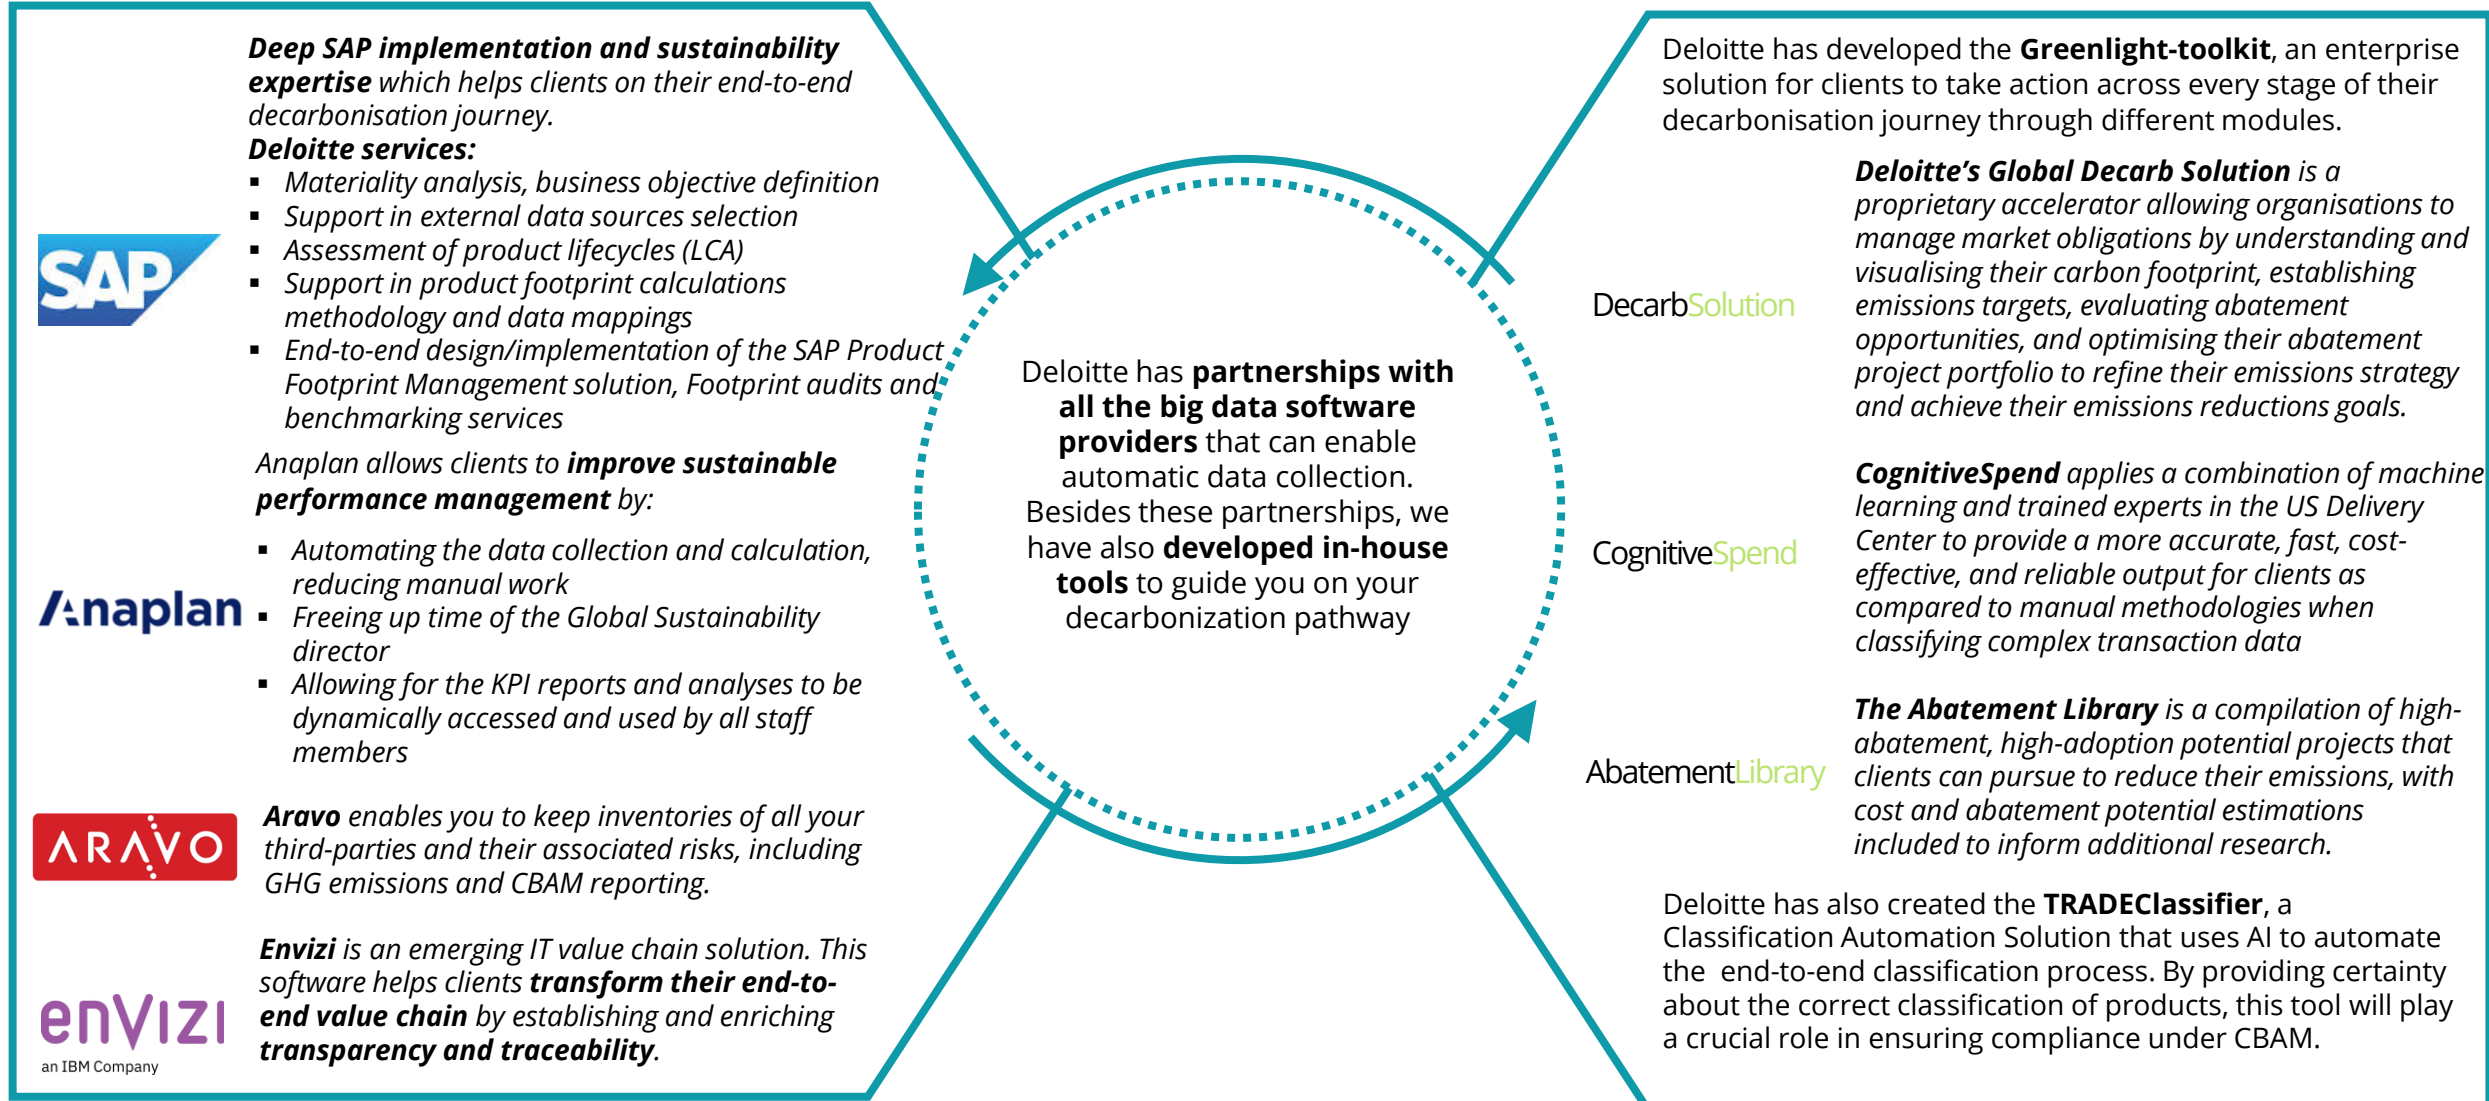 Deep SAP implementation and sustainability
expertise which helps clients on their end-to-end
decarbonisation journey.
Deloitte services:
▪ Materiality analysis, business objective definition
▪ Support in external data sources selection
▪ Assessment of product lifecycles (LCA)
▪ Support in product footprint calculations
methodology and data mappings
▪ End-to-end design/implementation of the SAP Product
Footprint Management solution, Footprint audits and
benchmarking services
SAP
Anaplan allows clients to improve sustainable
performance management by:
▪ Automating the data collection and calculation,
reducing manual work
▪ Freeing up time of the Global Sustainability
director
▪ Allowing for the KPI reports and analyses to be
dynamically accessed and used by all staff
members
Anaplan
ARAVO
Aravo enables you to keep inventories of all your
third-parties and their associated risks, including
GHG emissions and CBAM reporting.
Envizi is an emerging IT value chain solution. This
software helps clients transform their end-to-
end value chain by establishing and enriching
transparency and traceability.
enVIZI
an IBM Company
Deloitte has partnerships with
all the big data software
providers that can enable
automatic data collection.
Besides these partnerships, we
have also developed in-house
tools to guide you on your
decarbonization pathway
Deloitte has developed the Greenlight-toolkit, an enterprise
solution for clients to take action across every stage of their
decarbonisation journey through different modules.
DecarbSolution
Deloitte’s Global Decarb Solution is a
proprietary accelerator allowing organisations to
manage market obligations by understanding and
visualising their carbon footprint, establishing
emissions targets, evaluating abatement
opportunities, and optimising their abatement
project portfolio to refine their emissions strategy
and achieve their emissions reductions goals.
CognitiveSpend
CognitiveSpend applies a combination of machine
learning and trained experts in the US Delivery
Center to provide a more accurate, fast, cost-
effective, and reliable output for clients as
compared to manual methodologies when
classifying complex transaction data
AbatementLibrary
The Abatement Library is a compilation of high-
abatement, high-adoption potential projects that
clients can pursue to reduce their emissions, with
cost and abatement potential estimations
included to inform additional research.
Deloitte has also created the TRADEClassifier, a
Classification Automation Solution that uses AI to automate
the end-to-end classification process. By providing certainty
about the correct classification of products, this tool will play
a crucial role in ensuring compliance under CBAM.